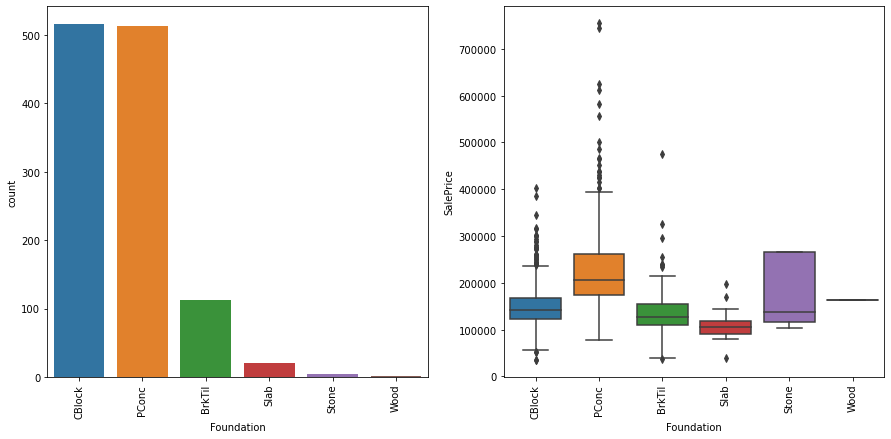 count
500
400
300
200
100
0
CBlock
PConc
BrkTil
Slab
Stone
Wood
Foundation
SalePrice
700000
600000
500000
400000
300000
200000
100000
0
CBlock
PConc
BrkTil
Slab
Stone
Wood
Foundation